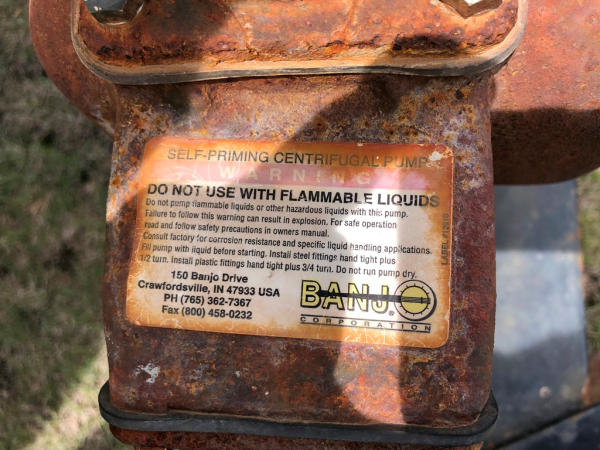 SELF-PRIMING CENTRIFUGAL PUMP
WARNING
DO NOT USE WITH FLAMMABLE LIQUIDS
Do not pump flammable liquids or other hazardous liquids with this pump.
Failure to follow this warning can result in explosion. For safe operation
read and follow safety precautions in owners manual.
Consult factory for corrosion resistance and specific liquid handling applications.
Fill pump with liquid before starting. Install steel fittings hand tight plus
1/2 turn. Install plastic fittings hand tight plus 3/4 turn. Do not run pump dry.
150 Banjo Drive
Crawfordsville, IN 47933 USA
PH (765) 362-7367
Fax (800) 458-0232
BANJO
CORPORATION